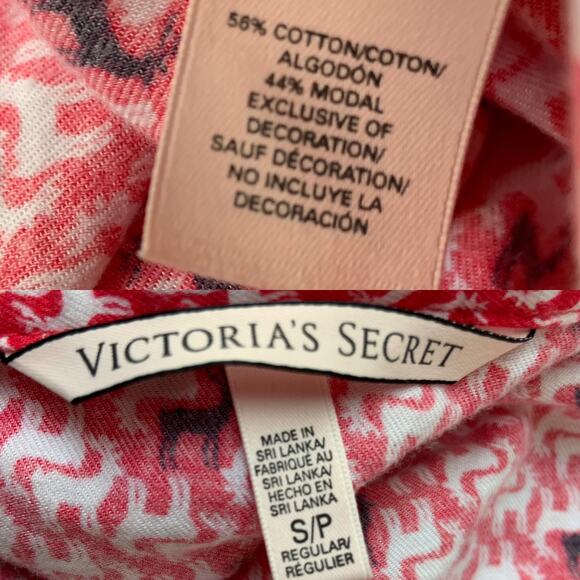 56% COTTON/COTON/
ALGODÓN
44% MODAL
EXCLUSIVE OF
DECORATION/
SAUF DÉCORATION/
NO INCLUYE LA
DECORACIÓN
VICTORIA'S SECRET
MADE IN
SRI LANKA/
FABRIQUÉ AU
SRI LANKA/
HECHO EN
SRI LANKA
S/P
REGULAR/
RÉGULIER